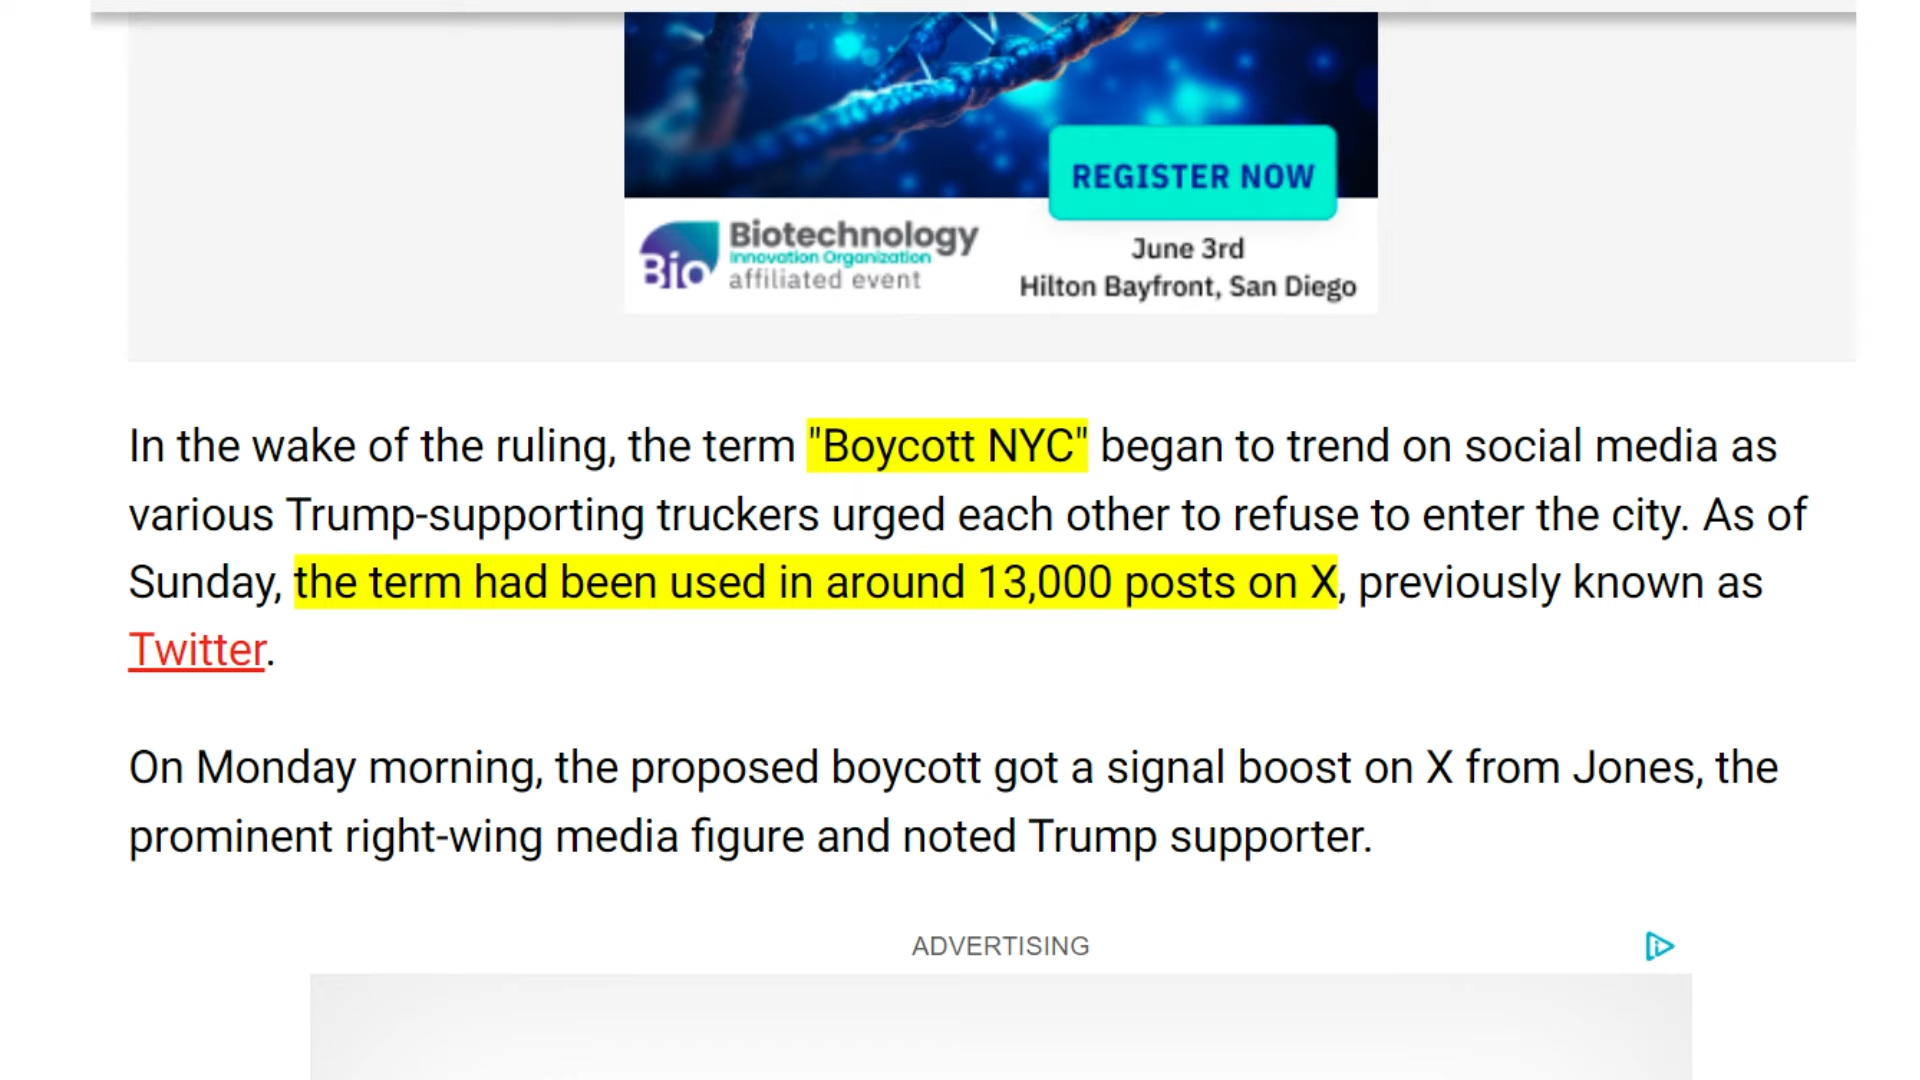 REGISTER NOW
Bio
Biotechnology
Innovation Organization
affiliated event
June 3rd
Hilton Bayfront, San Diego
In the wake of the ruling, the term "Boycott NYC" began to trend on social media as
various Trump-supporting truckers urged each other to refuse to enter the city. As of
Sunday, the term had been used in around 13,000 posts on X, previously known as
Twitter.
On Monday morning, the proposed boycott got a signal boost on X from Jones, the
prominent right-wing media figure and noted Trump supporter.
ADVERTISING